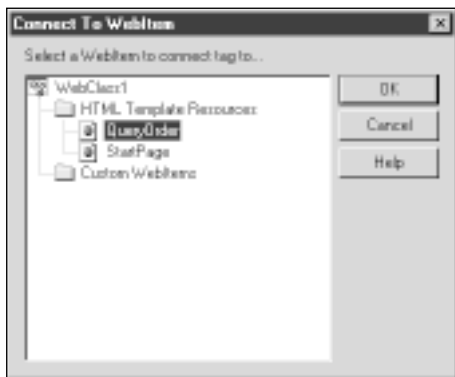 Connect To WebItem
Select a WebItem to connect tag to...
WebClass1
HTML Template Resources
QueryOrder
StartPage
Custom WebItems
OK
Cancel
Help